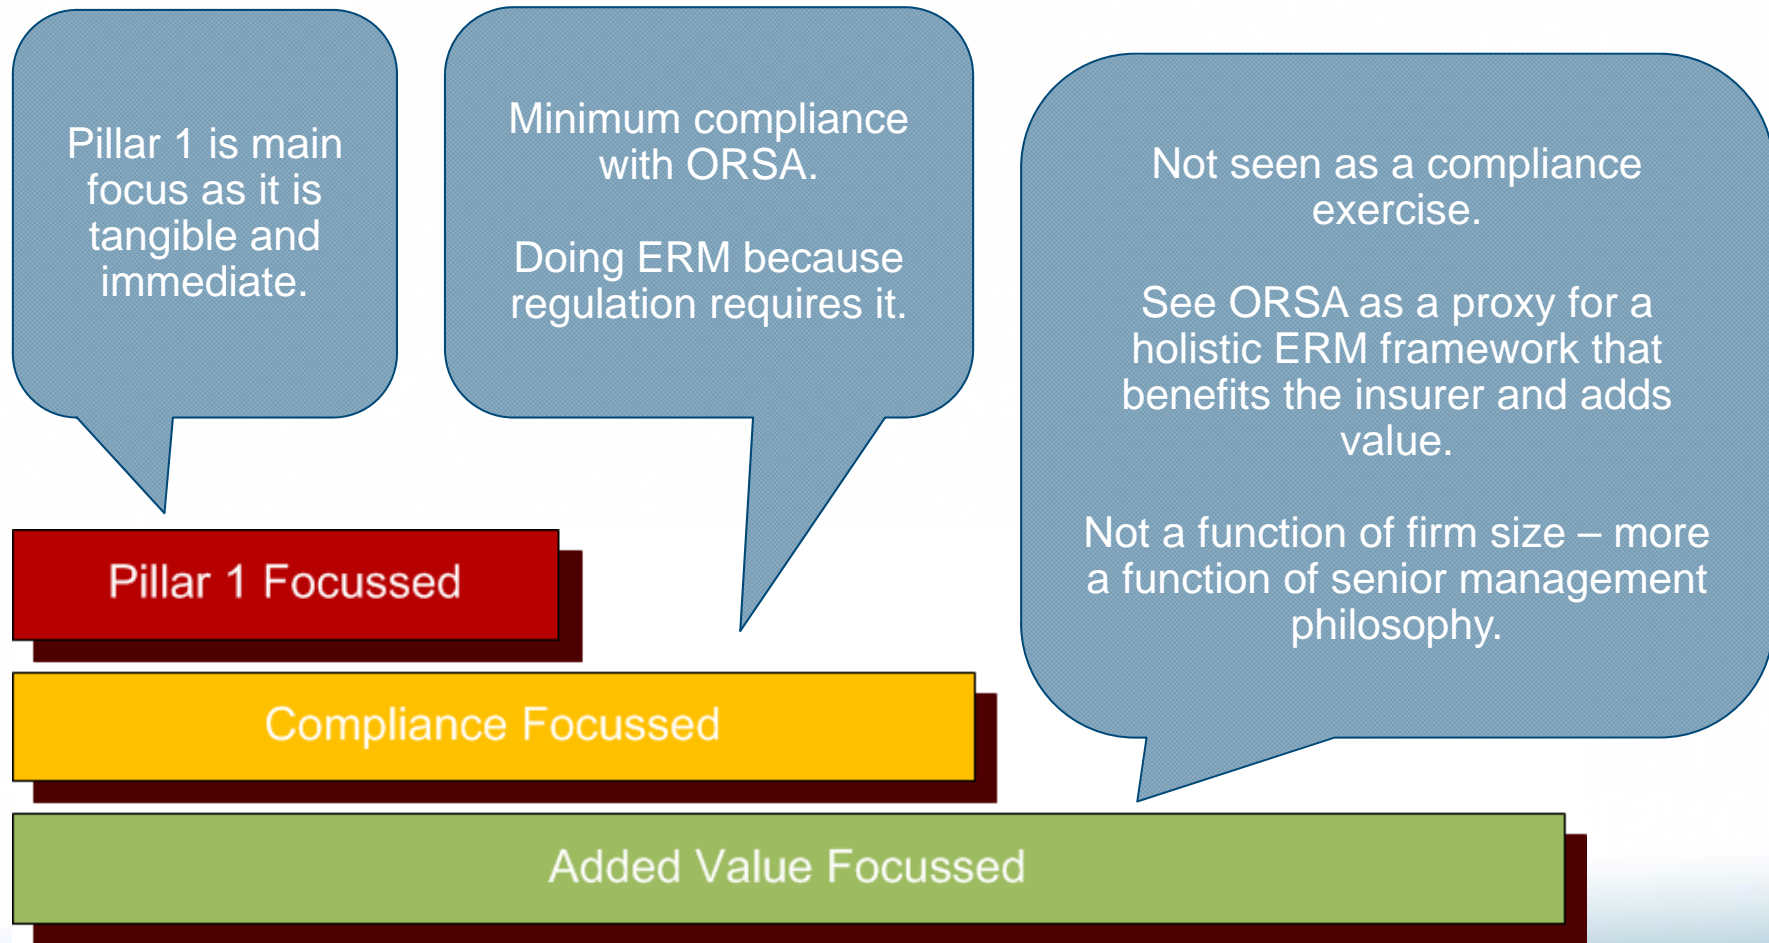 Pillar 1 is main
focus as it is
tangible and
immediate.
Minimum compliance
with ORSA.
Doing ERM because
regulation requires it.
Not seen as a compliance
exercise.
See ORSA as a proxy for a
holistic ERM framework that
benefits the insurer and adds
value.
Not a function of firm size – more
a function of senior management
philosophy.
Pillar 1 Focussed
Compliance Focussed
Added Value Focussed